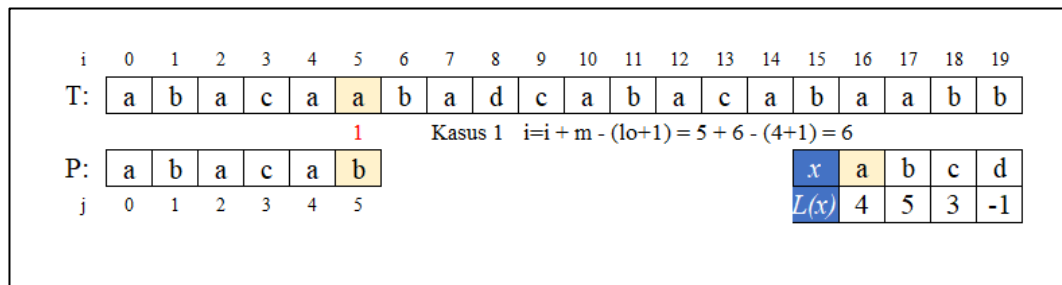 i 0 1 2 3 4 5 6 7 8 9 10 11 12 13 14 15 16 17 18 19
T: a b a c a a b a d c a b a c a b a a b b
1 Kasus 1 i=i + m - (lo+1) = 5 + 6 - (4+1) = 6
P: a b a c a b x a b c d
j 0 1 2 3 4 5 L(x) 4 5 3 -1